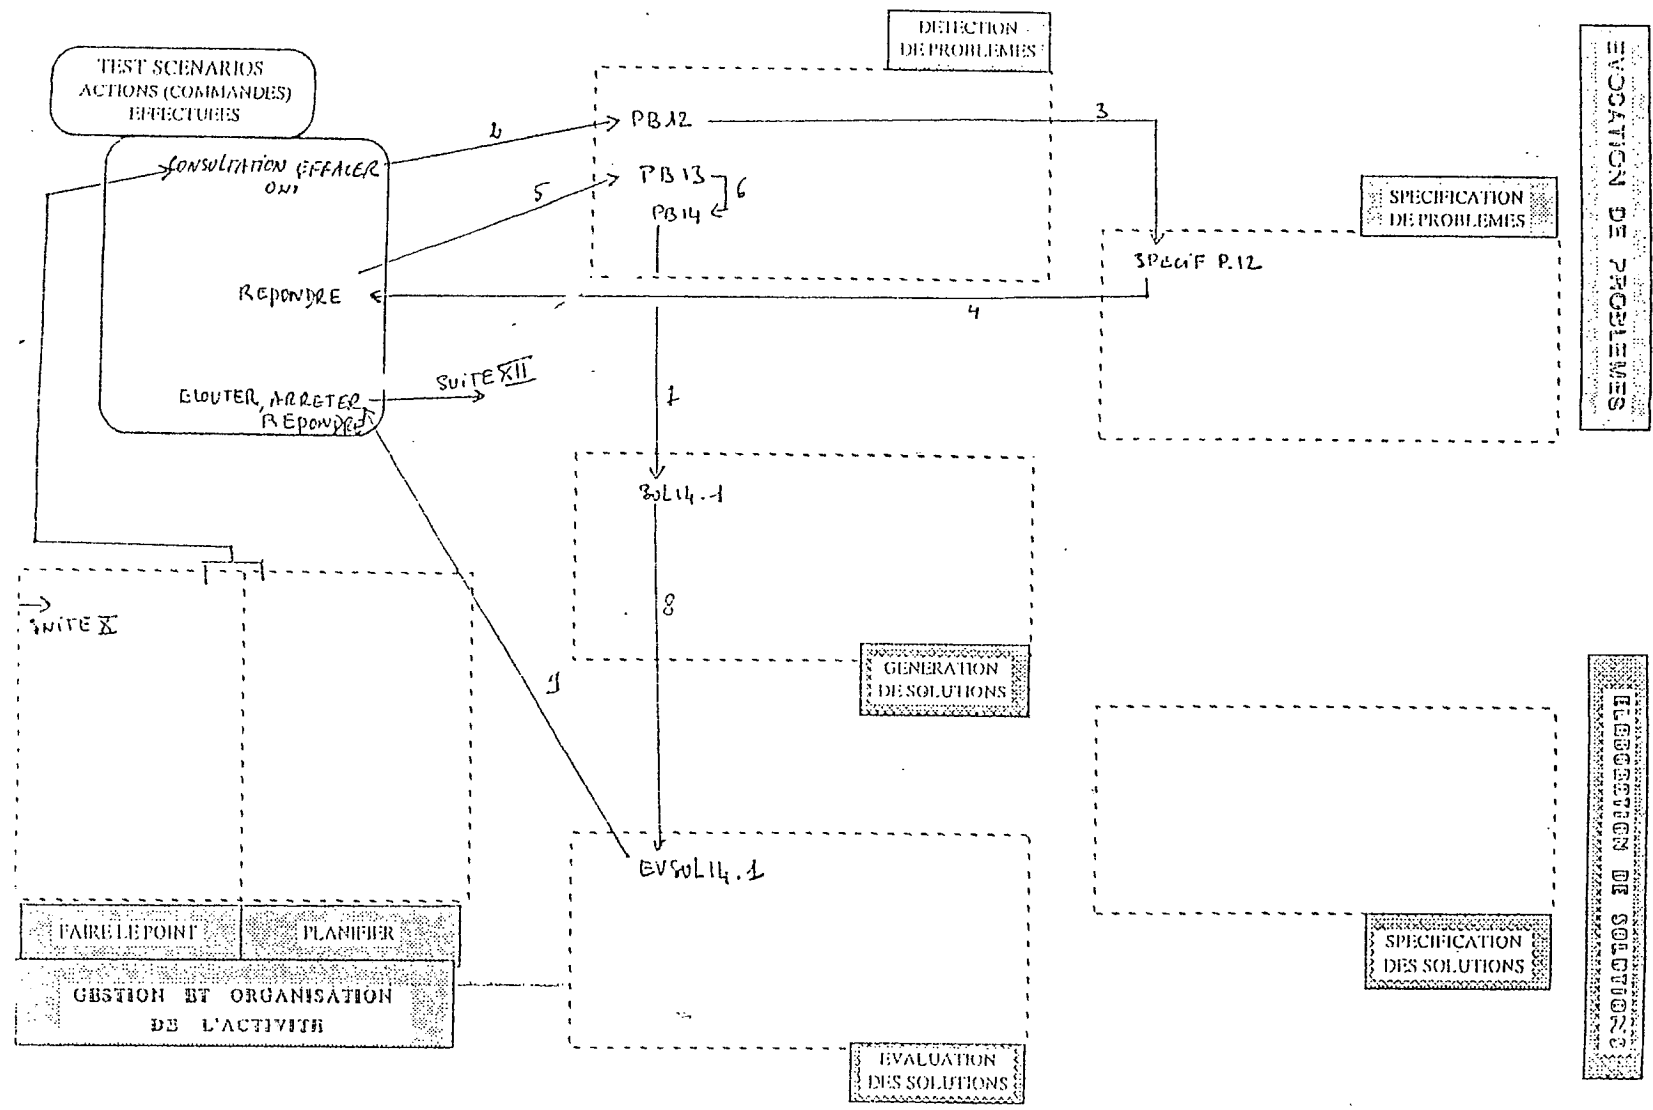 DETECTION
DE PROBLEMES
TEST SCENARIOS
ACTIONS (COMMANDES)
EFFECTUEES
EVOCATION DE PROBLEMES
CONSULTATION EFFACER
OUI
2
PB12
3
5
PB13
6
PB14
SPECIFICATION
DE PROBLEMES
SPECIF P.12
REPONDRE
4
SUITE XII
ECOUTER, ARRETER
REPONDRE
7
SOL14.1
8
SUITE XI
GENERATION
DE SOLUTIONS
9
ELABORATION DE SOLUTIONS
EVSOL14.1
FAIRE LE POINT
PLANIFIER
SPECIFICATION
DES SOLUTIONS
GESTION ET ORGANISATION
DE L'ACTIVITE
EVALUATION
DES SOLUTIONS